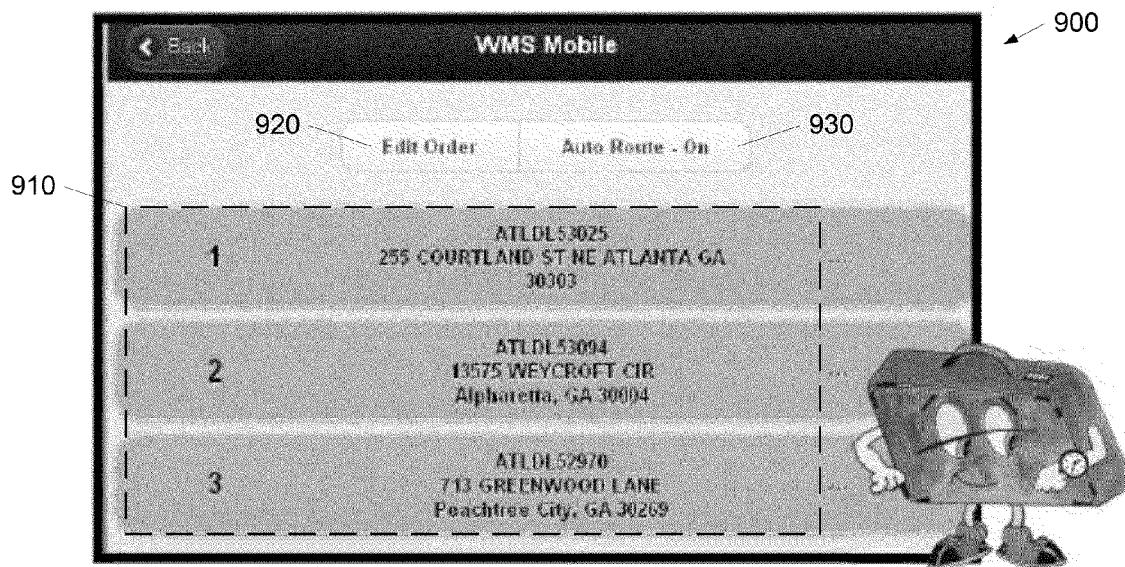 Back
WMS Mobile
900
920
930
Edit Order
Auto Route - On
910
1
ATLDL53025
255 COURTLAND ST NE ATLANTA GA
30303
...
2
ATLDL53094
13575 WEYCROFT CIR
Alpharetta, GA 30004
...
3
ATLDL52970
713 GREENWOOD LANE
Peachtree City, GA 30269
...